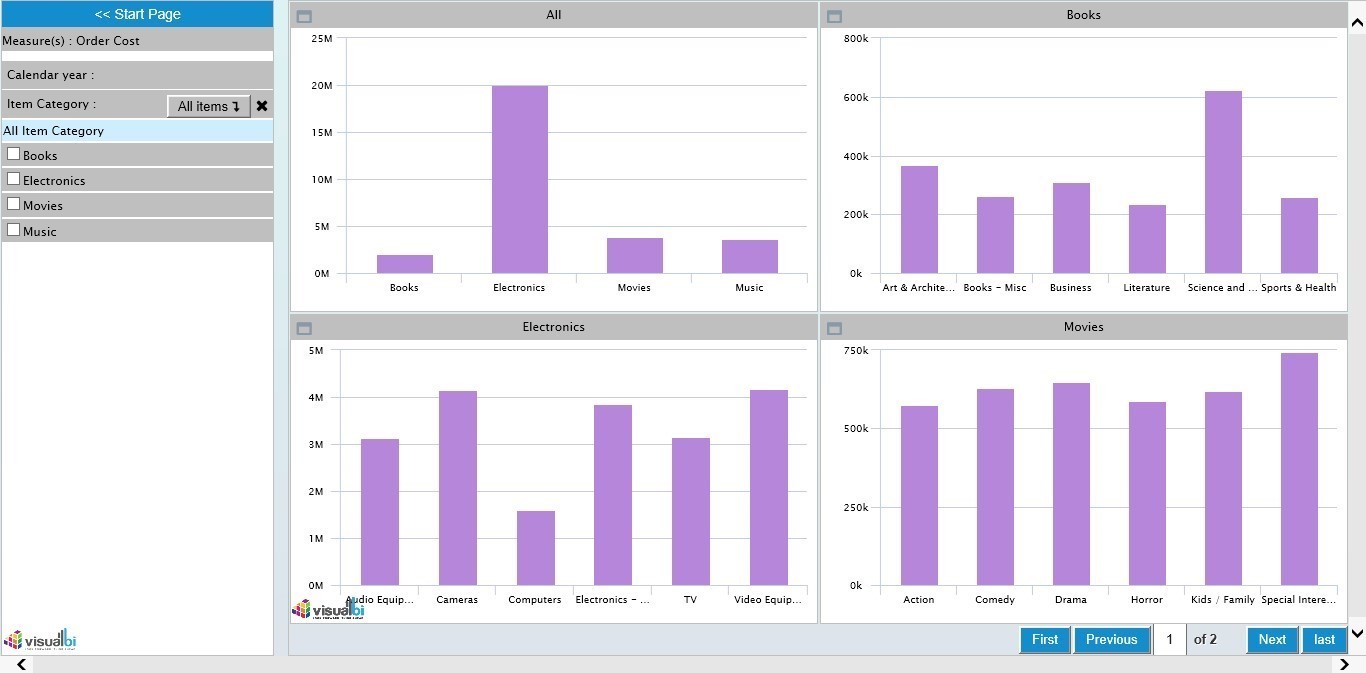 << Start Page
Measure(s) : Order Cost
Calendar year :
Item Category :
All items
All Item Category
Books
Electronics
Movies
Music
visualbi
All
25M
20M
15M
10M
5M
0M
Books Electronics Movies Music
Books
800k
600k
400k
200k
0k
Art & Archite... Books - Misc Business Literature Science and ... Sports & Health
Electronics
5M
4M
3M
2M
1M
0M
Audio Equip... Cameras Computers Electronics - ... TV Video Equip...
visualbi
Movies
750k
500k
250k
0k
Action Comedy Drama Horror Kids / Family Special Intere...
First Previous 1 of 2 Next last